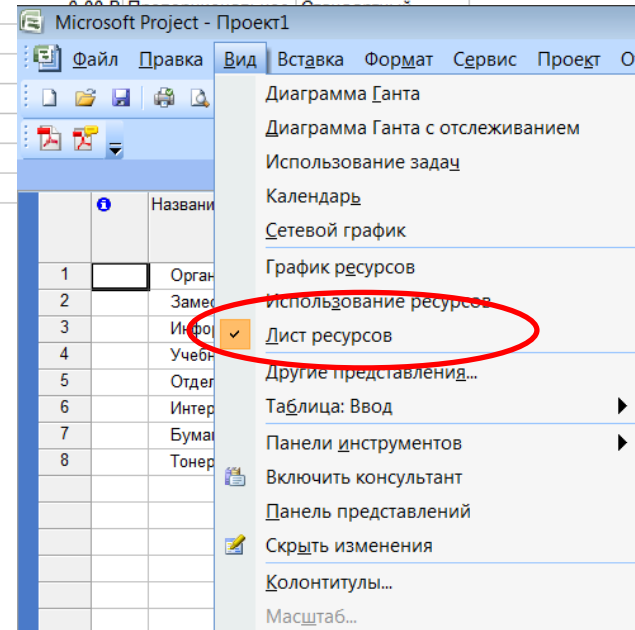 Microsoft Project - Проект1
Файл Правка Вид Вставка Формат Сервис Проект О
Диаграмма Ганта
Диаграмма Ганта с отслеживанием
Использование задач
Календарь
Сетевой график
График ресурсов
Использование ресурсов
Лист ресурсов
Другие представления...
Таблица: Ввод
Панели инструментов
Включить консультант
Панель представлений
Скрыть изменения
Колонтитулы...
Масштаб...
Названи
1 Орган
2 Замес
3 Инфор
4 Учебн
5 Отдел
6 Интер
7 Бумаг
8 Тонер